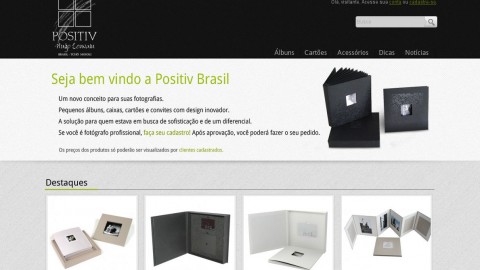 Olá, visitante. Acesse sua conta ou cadastre-se.
POSITIV
Álbuns Cartões Acessórios Dicas Notícias
Seja bem vindo a Positiv Brasil
Um novo conceito para suas fotografias.
Pequenos álbuns, caixas, cartões e convites com design inovador.
A solução para quem estava em busca de sofisticação e de um diferencial.
Se você é fotógrafo profissional, faça seu cadastro! Após aprovação, você poderá fazer o seu pedido.
Os preços dos produtos só poderão ser visualizados por clientes cadastrados.
Destaques